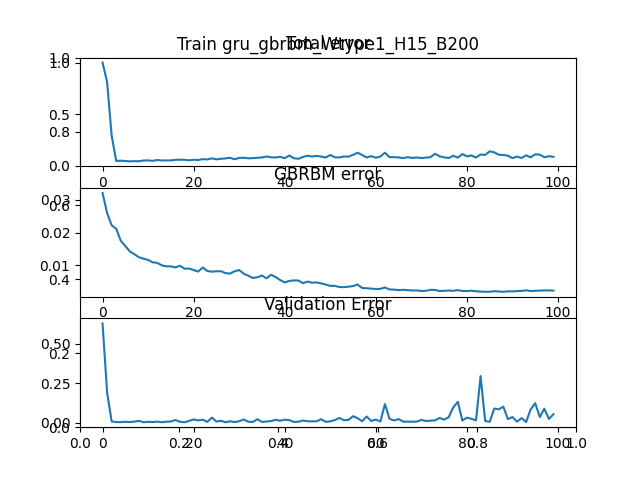 Train gru_gbrbm_Wtype1_H15_B200
Total error
1.0
1.0
0.5
0.8
0.0
0 20 40 60 80 100
GBRBM error
0.03
0.6
0.02
0.01
0.4
0 20 40 60 80 100
Validation Error
0.50
0.2
0.25
0.00
0.0
0.0 0 0.2 20 0.4 40 0.6 60 80 0.8 100 1.0